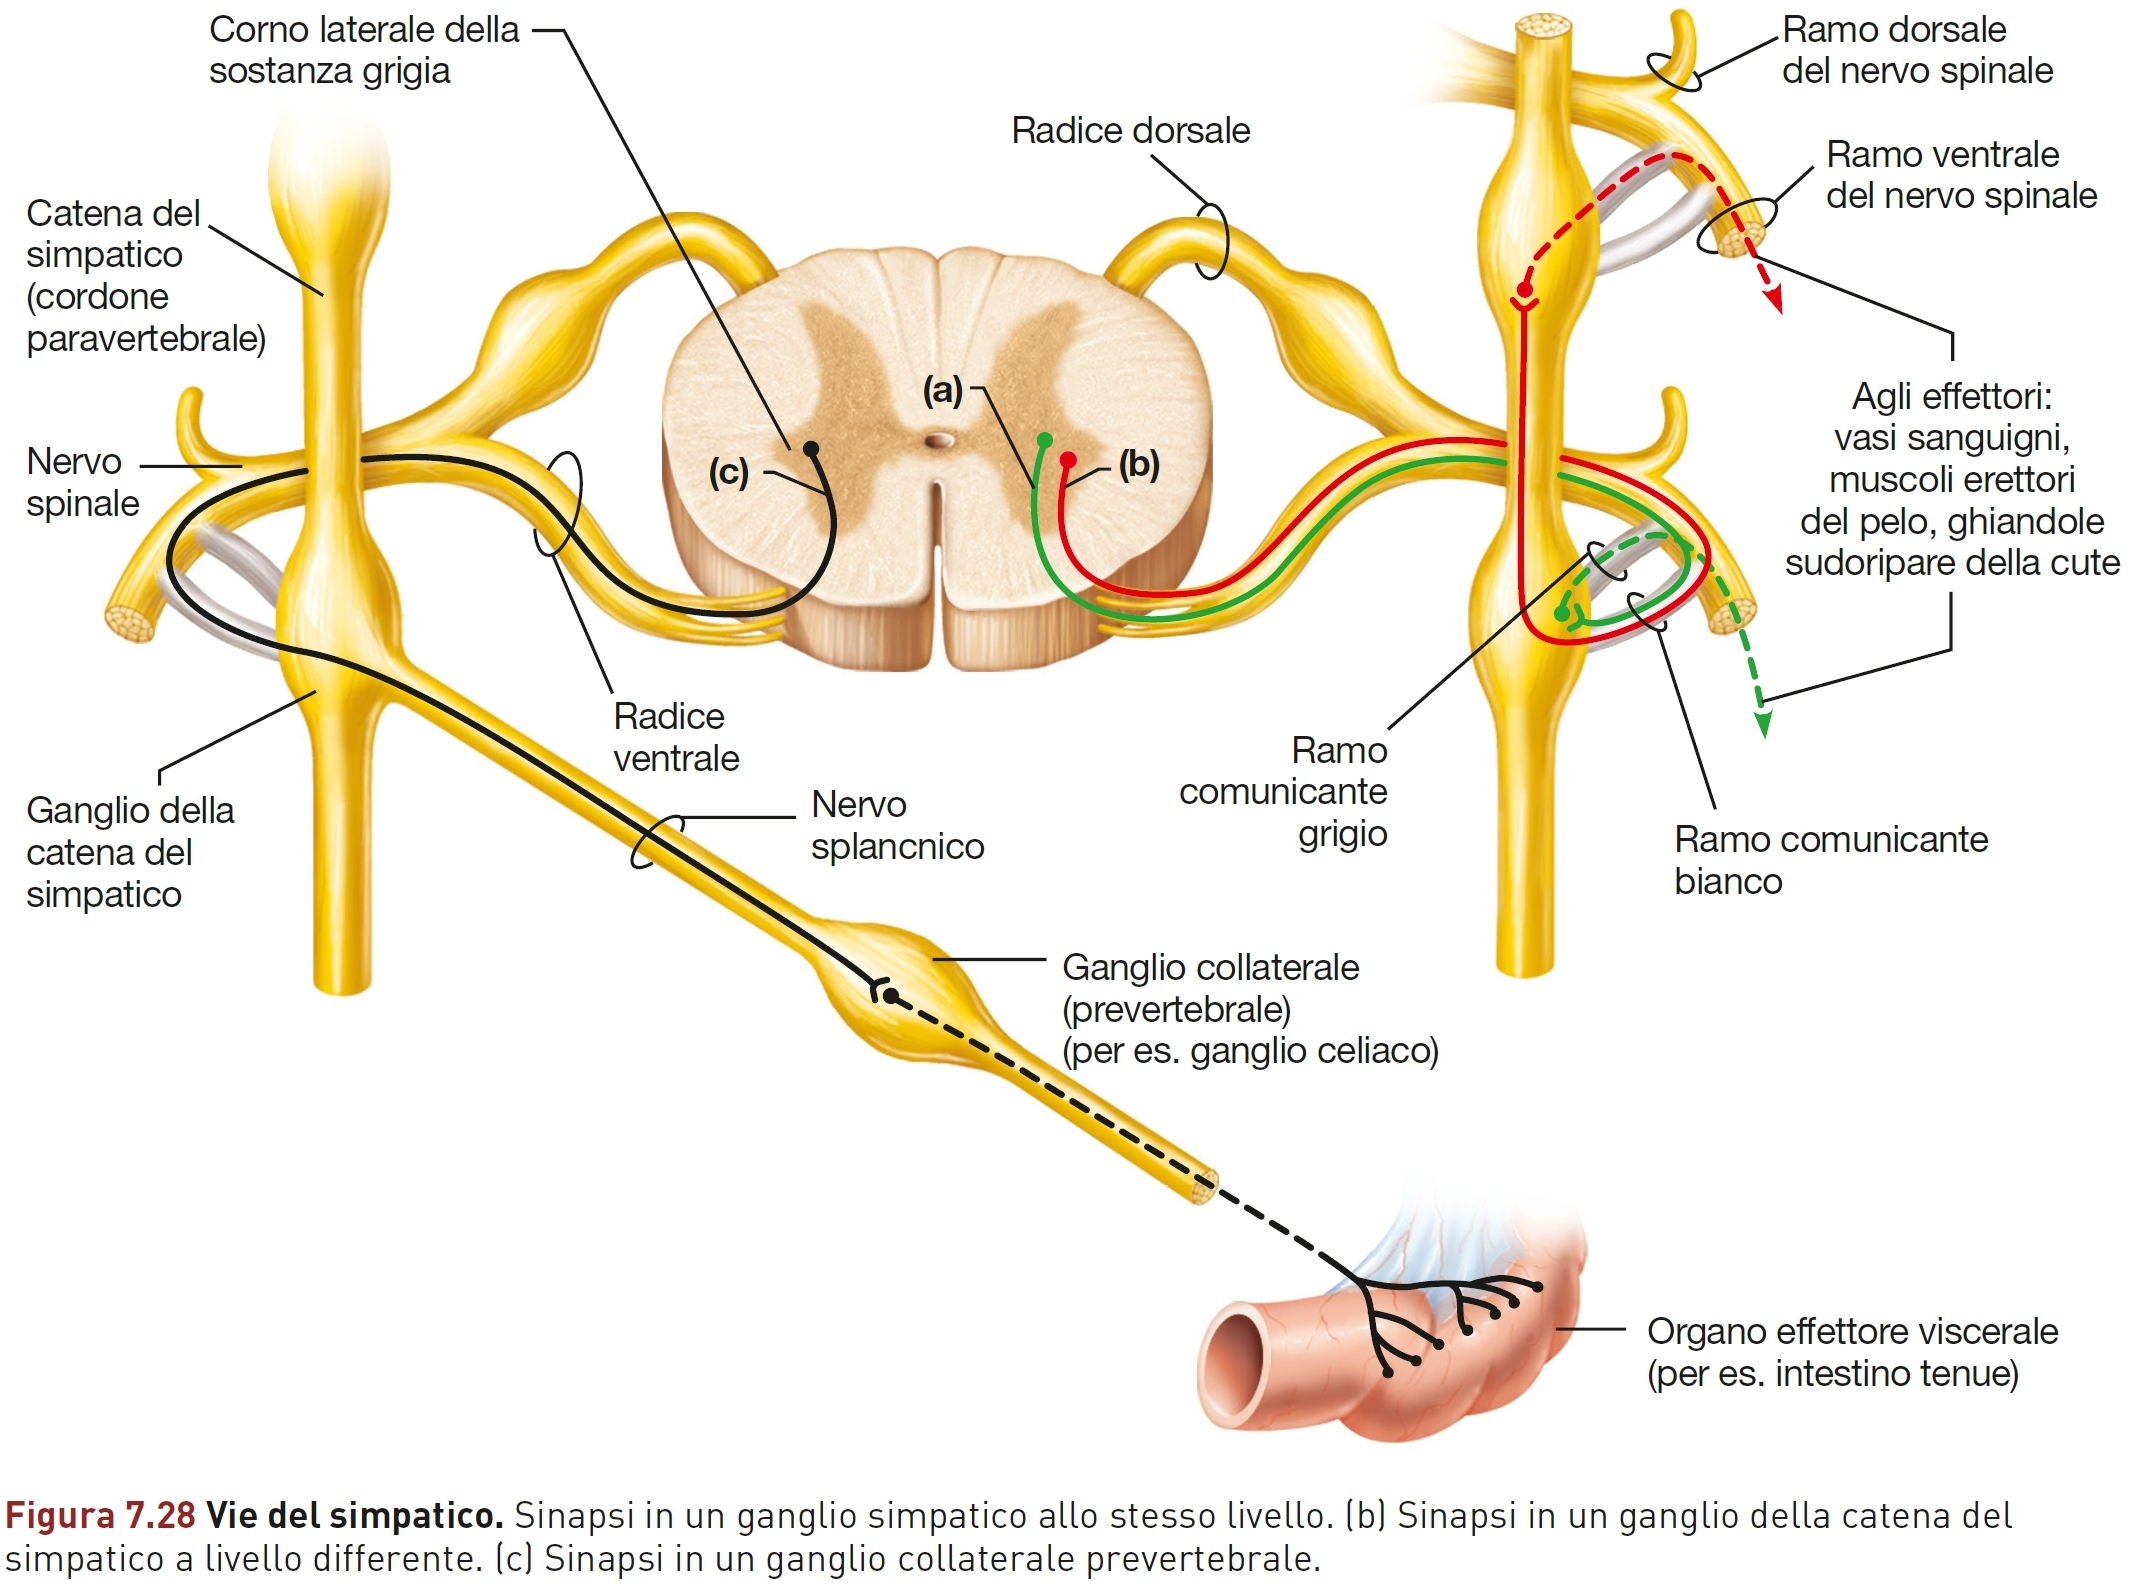 Corno laterale della
sostanza grigia
Ramo dorsale
del nervo spinale
Radice dorsale
Ramo ventrale
del nervo spinale
Catena del
simpatico
(cordone
paravertebrale)
(a)
Agli effettori:
vasi sanguigni,
muscoli erettori
del pelo, ghiandole
sudoripare della cute
Nervo
spinale
(c)
(b)
Radice
ventrale
Ramo
comunicante
grigio
Nervo
splancnico
Ganglio della
catena del
simpatico
Ramo comunicante
bianco
Ganglio collaterale
(prevertebrale)
(per es. ganglio celiaco)
Organo effettore viscerale
(per es. intestino tenue)
Figura 7.28 Vie del simpatico. Sinapsi in un ganglio simpatico allo stesso livello. (b) Sinapsi in un ganglio della catena del
simpatico a livello differente. (c) Sinapsi in un ganglio collaterale prevertebrale.